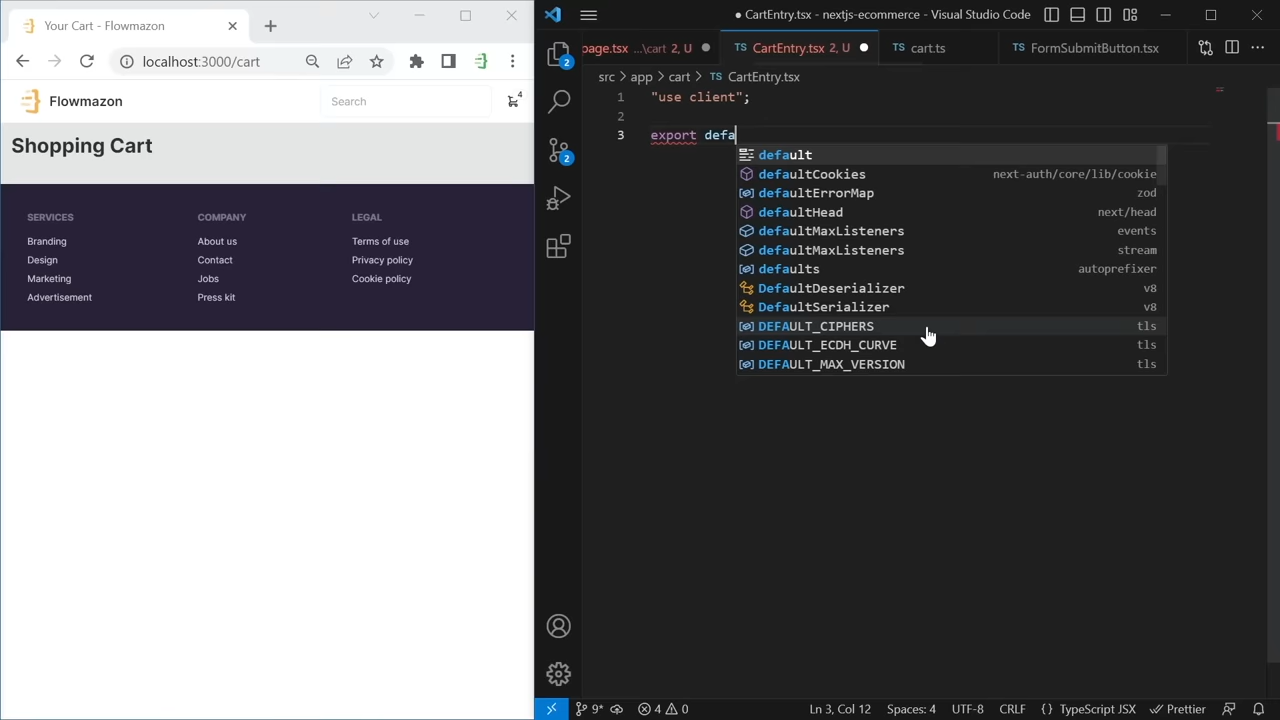 Your Cart - Flowmazon
localhost:3000/cart
Flowmazon
Search
4
Shopping Cart
SERVICES
Branding
Design
Marketing
Advertisement
COMPANY
About us
Contact
Jobs
Press kit
LEGAL
Terms of use
Privacy policy
Cookie policy
● CartEntry.tsx - nextjs-ecommerce - Visual Studio Code
page.tsx ...\cart 2, U
TS CartEntry.tsx 2, U
TS cart.ts
TS FormSubmitButton.tsx
src > app > cart > TS CartEntry.tsx
2
2
1 "use client";
2
3 export defa
default
defaultCookies next-auth/core/lib/cookie
defaultErrorMap zod
defaultHead next/head
defaultMaxListeners events
defaultMaxListeners stream
defaults autoprefixer
DefaultDeserializer v8
DefaultSerializer v8
DEFAULT_CIPHERS tls
DEFAULT_ECDH_CURVE tls
DEFAULT_MAX_VERSION tls
9* 4 0 Ln 3, Col 12 Spaces: 4 UTF-8 CRLF {} TypeScript JSX Prettier